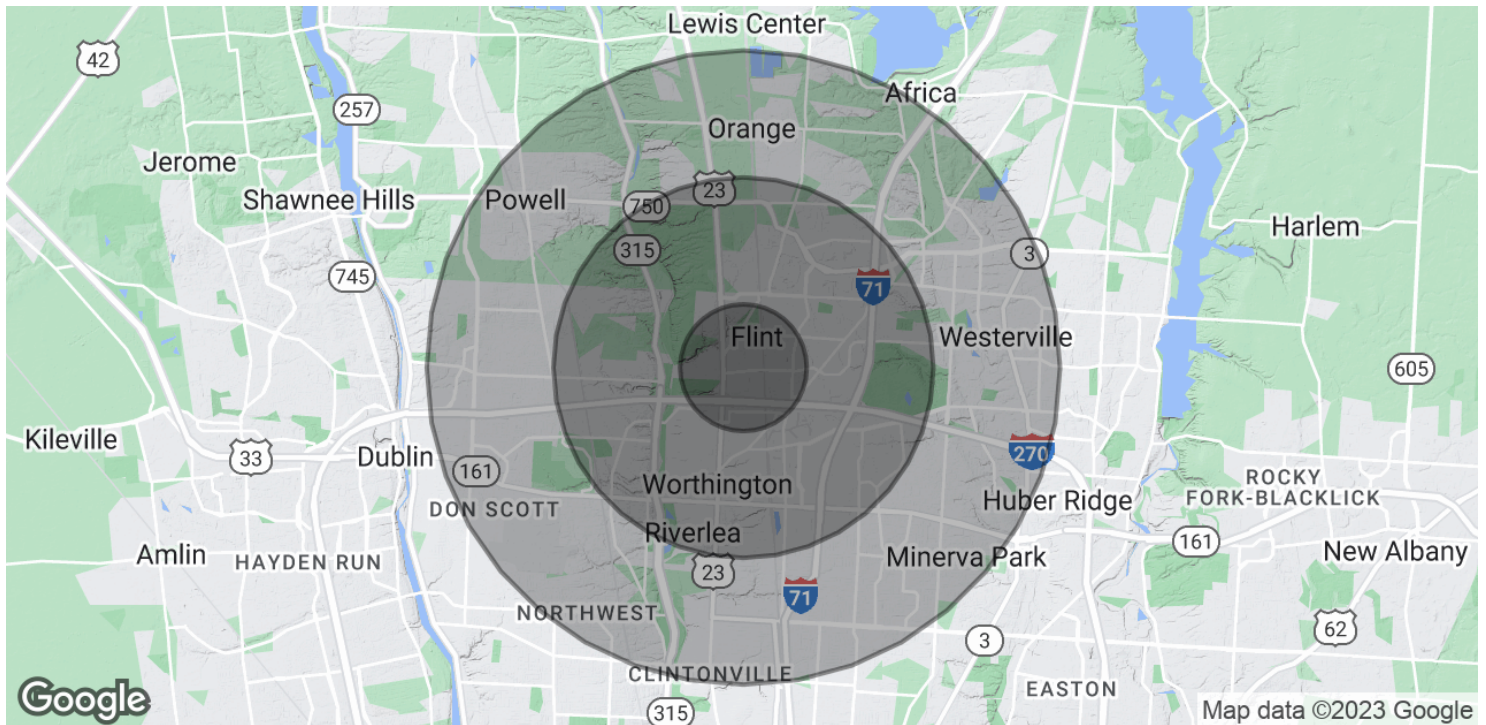 Lewis Center
42
Africa
257
Orange
Jerome
Shawnee Hills
Powell
750
23
Harlem
315
3
745
71
Flint
Westerville
605
Kileville
33
Dublin
161
270
Worthington
DON SCOTT
Huber Ridge
ROCKY
FORK-BLACKLICK
Riverlea
161
Amlin
HAYDEN RUN
23
Minerva Park
New Albany
71
NORTHWEST
62
3
CLINTONVILLE
EASTON
315
Google
Map data ©2023 Google